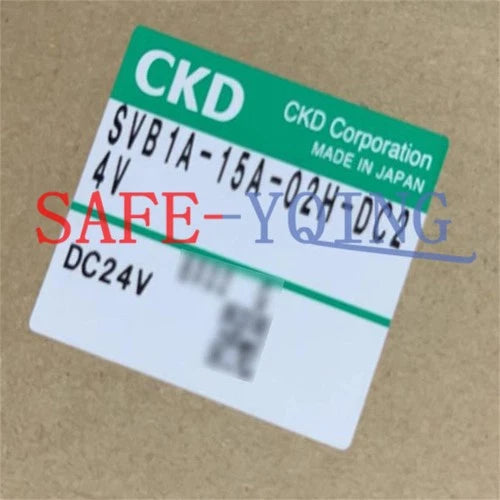 CKD
CKD Corporation
MADE IN JAPAN
SVB1A-15A-02H-DC2
4V
SAFE-YQING
DC24V